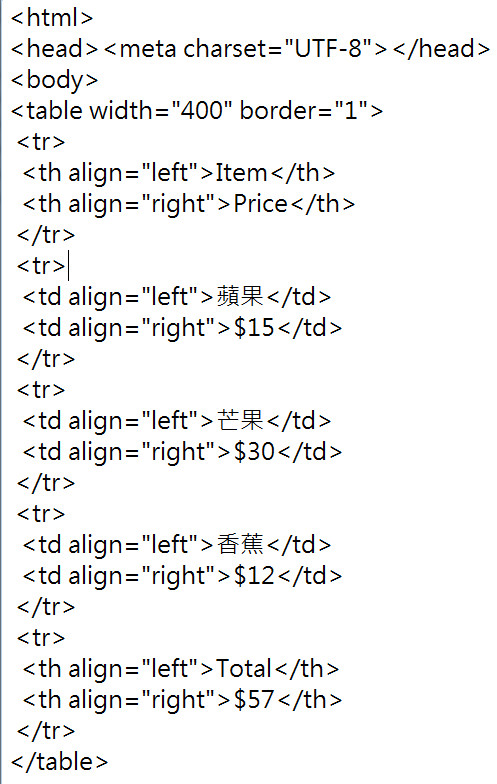 <html>
<head><meta charset="UTF-8"></head>
<body>
<table width="400" border="1">
<tr>
<th align="left">Item</th>
<th align="right">Price</th>
</tr>
<tr>
<td align="left">蘋果</td>
<td align="right">$15</td>
</tr>
<tr>
<td align="left">芒果</td>
<td align="right">$30</td>
</tr>
<tr>
<td align="left">香蕉</td>
<td align="right">$12</td>
</tr>
<tr>
<th align="left">Total</th>
<th align="right">$57</th>
</tr>
</table>